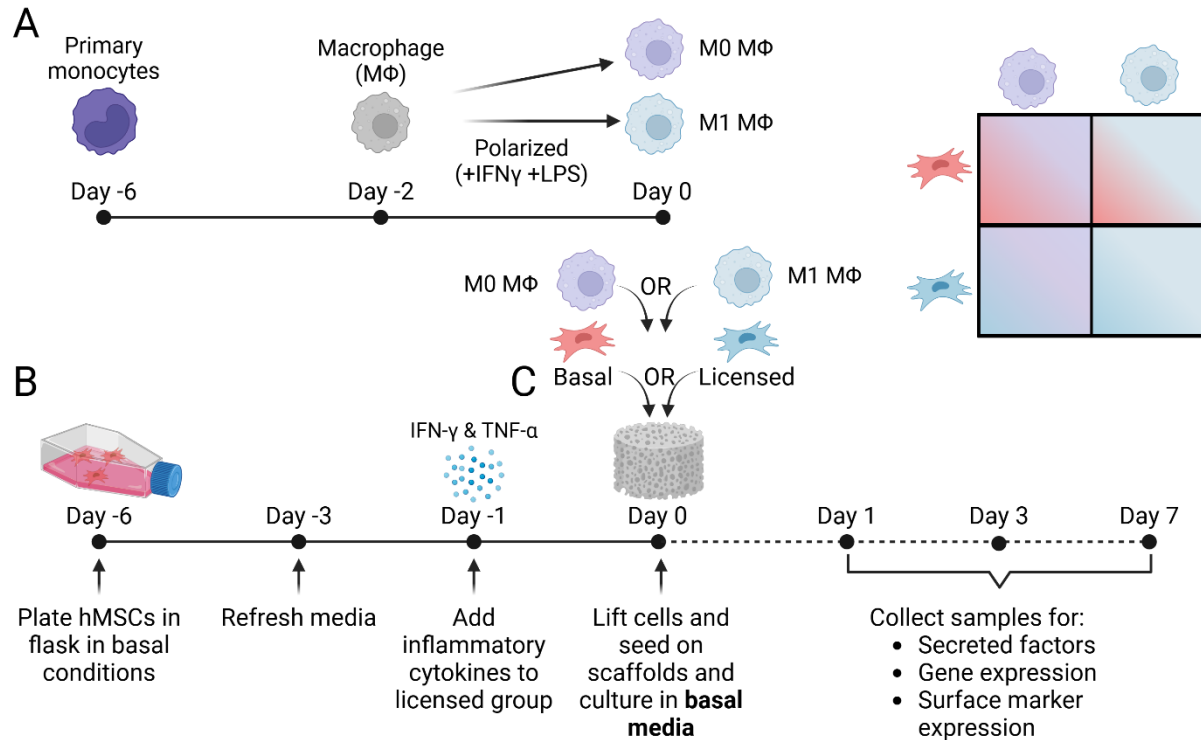 A
Primary
monocytes
Macrophage
(MΦ)
M0 MΦ
M1 MΦ
Polarized
(+IFNγ +LPS)
Day -6
Day -2
Day 0
M0 MΦ
OR
M1 MΦ
B
C
Basal
OR
Licensed
IFN-γ & TNF-α
Day -6
Day -3
Day -1
Day 0
Day 1
Day 3
Day 7
Plate hMSCs in
flask in basal
conditions
Refresh media
Add
inflammatory
cytokines to
licensed group
Lift cells and
seed on
scaffolds and
culture in basal
media
Collect samples for:
• Secreted factors
• Gene expression
• Surface marker
expression